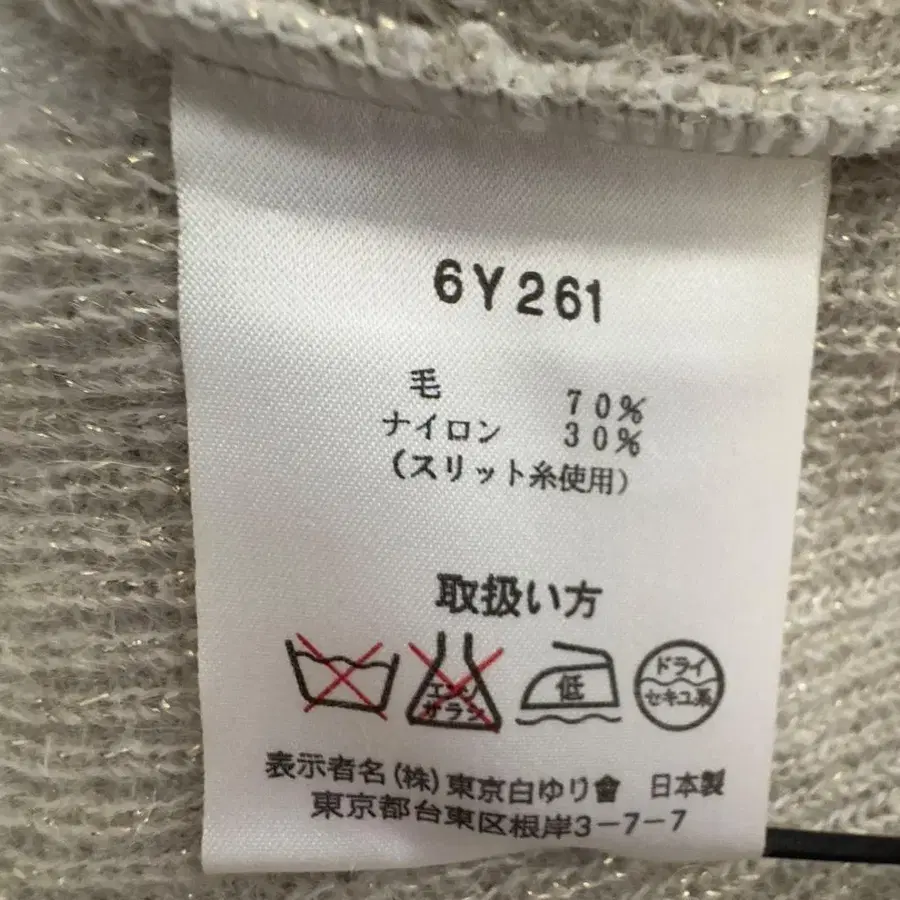 6Y261
毛 70%
ナイロン 30%
(スリット糸使用)
取扱い方
エンソ
サラシ
低
ドライ
セキユ系
表示者名(株)東京白ゆり會 日本製
東京都台東区根岸3-7-7